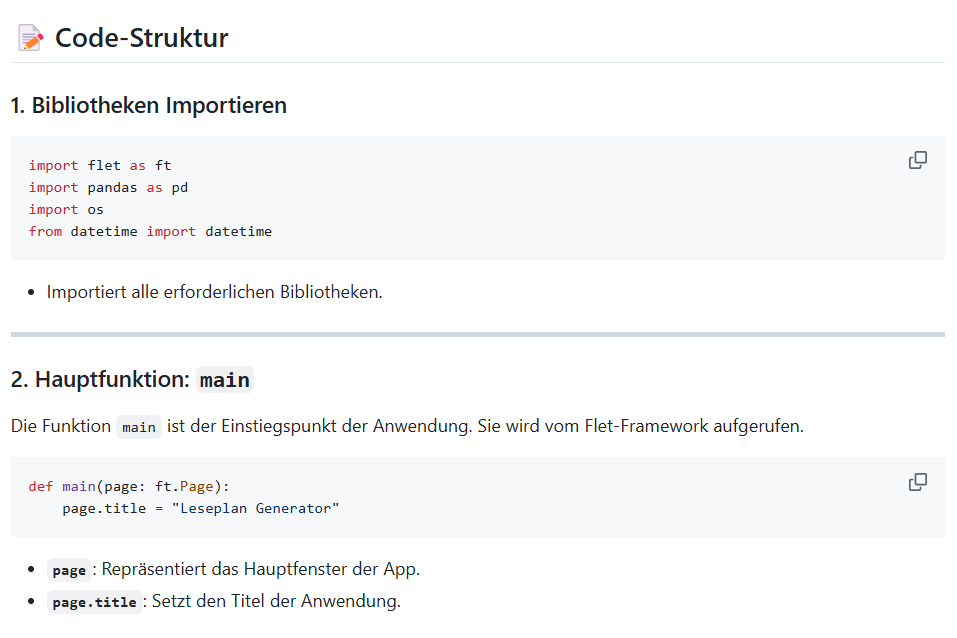 📝 Code-Struktur
1. Bibliotheken Importieren
import flet as ft
import pandas as pd
import os
from datetime import datetime
• Importiert alle erforderlichen Bibliotheken.
2. Hauptfunktion: main
Die Funktion main ist der Einstiegspunkt der Anwendung. Sie wird vom Flet-Framework aufgerufen.
def main(page: ft.Page):
    page.title = "Leseplan Generator"
• page: Repräsentiert das Hauptfenster der App.
• page.title: Setzt den Titel der Anwendung.